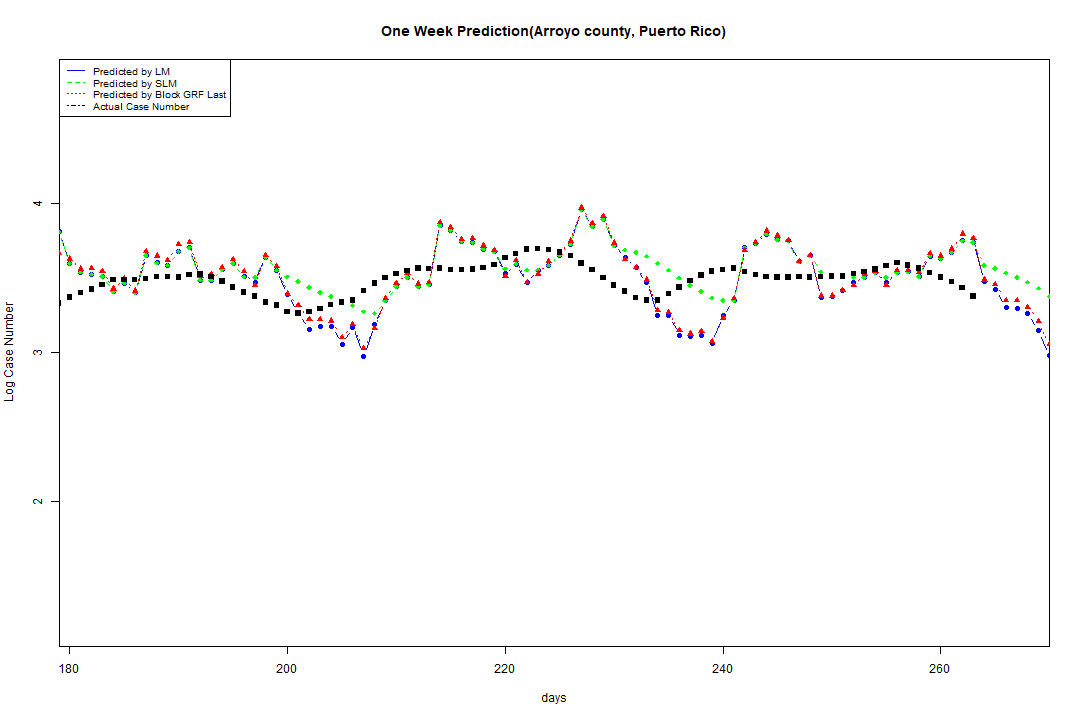 One Week Prediction(Arroyo county, Puerto Rico)
Predicted by LM
Predicted by SLM
Predicted by Block GRF Last
Actual Case Number
4
3
2
Log Case Number
180 200 220 240 260
days